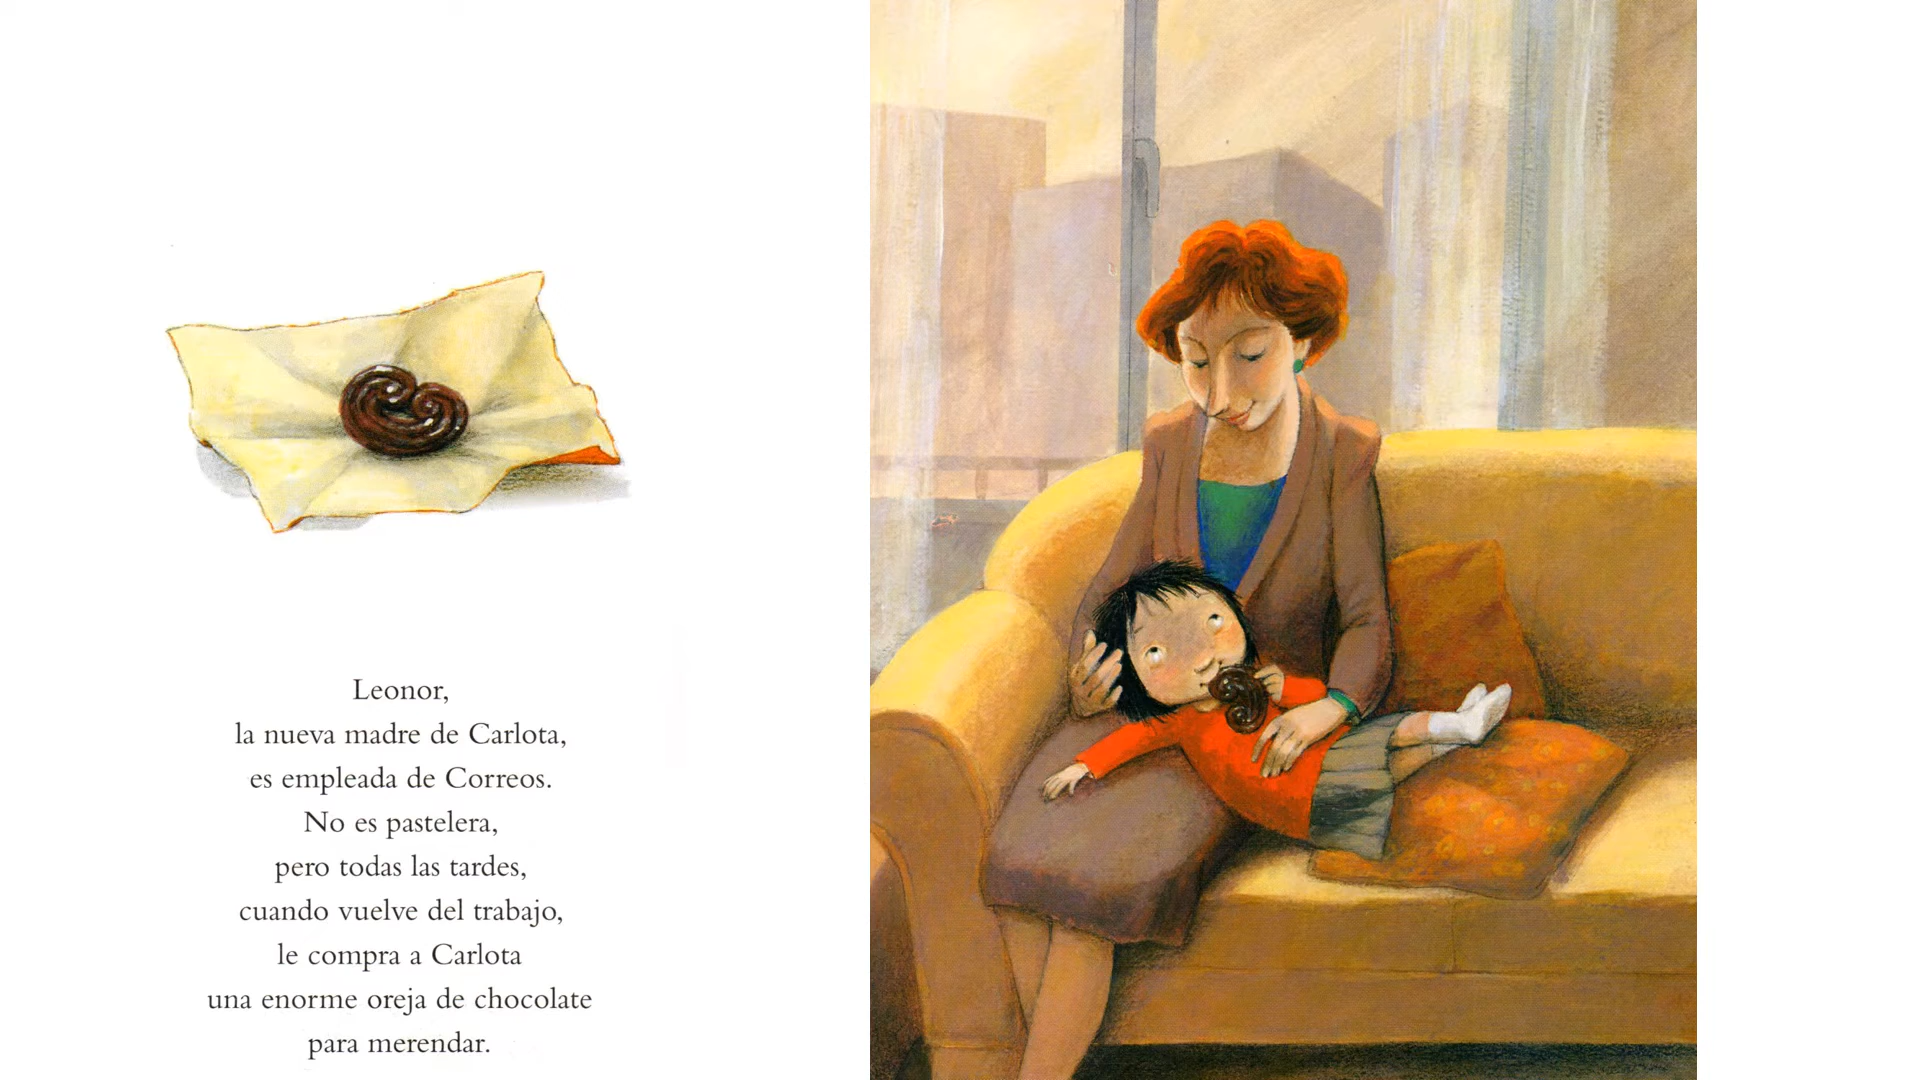 Leonor,
la nueva madre de Carlota,
es empleada de Correos.
No es pastelera,
pero todas las tardes,
cuando vuelve del trabajo,
le compra a Carlota
una enorme oreja de chocolate
para merendar.